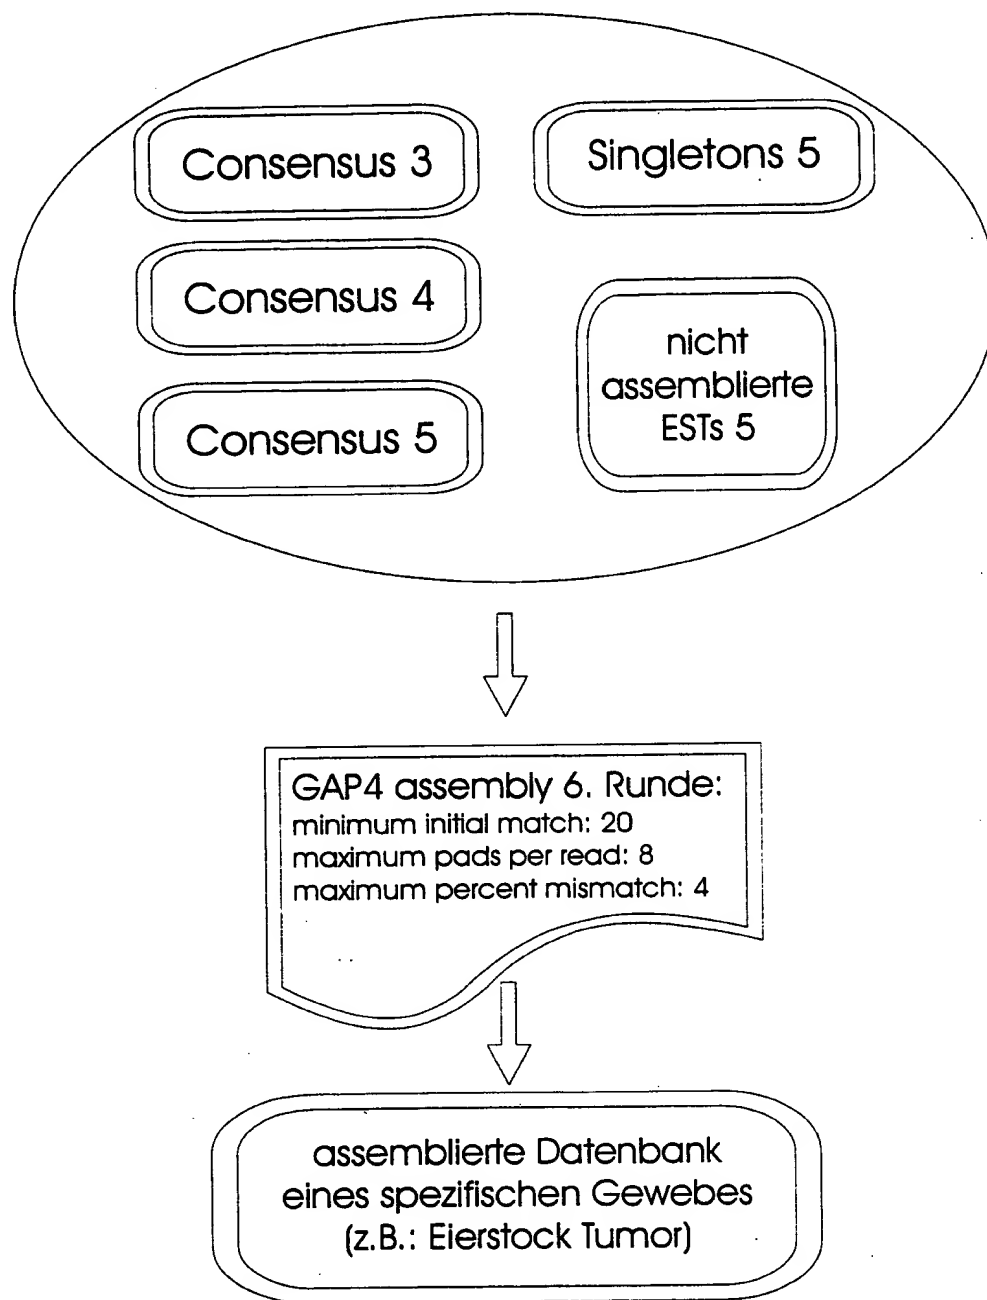 Consensus 3
Singletons 5
Consensus 4
nicht
assemblierte
ESTs 5
Consensus 5
GAP4 assembly 6. Runde:
minimum initial match: 20
maximum pads per read: 8
maximum percent mismatch: 4
assemblierte Datenbank
eines spezifischen Gewebes
(z.B.: Eierstock Tumor)